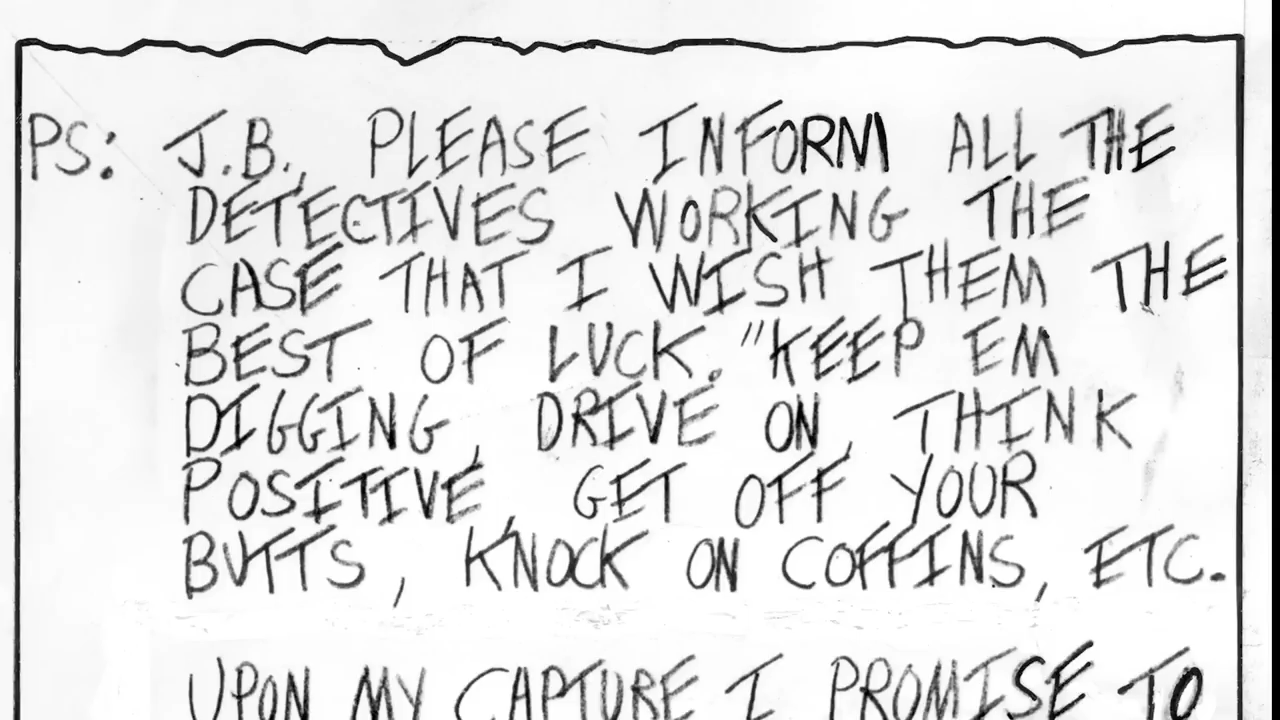 PS: J.B., PLEASE INFORM ALL THE
DETECTIVES WORKING THE
CASE THAT I WISH THEM THE
BEST OF LUCK. "KEEP EM
DIGGING, DRIVE ON, THINK
POSITIVE, GET OFF YOUR
BUTTS, KNOCK ON COFFINS, ETC.
UPON MY CAPTURE I PROMISE TO